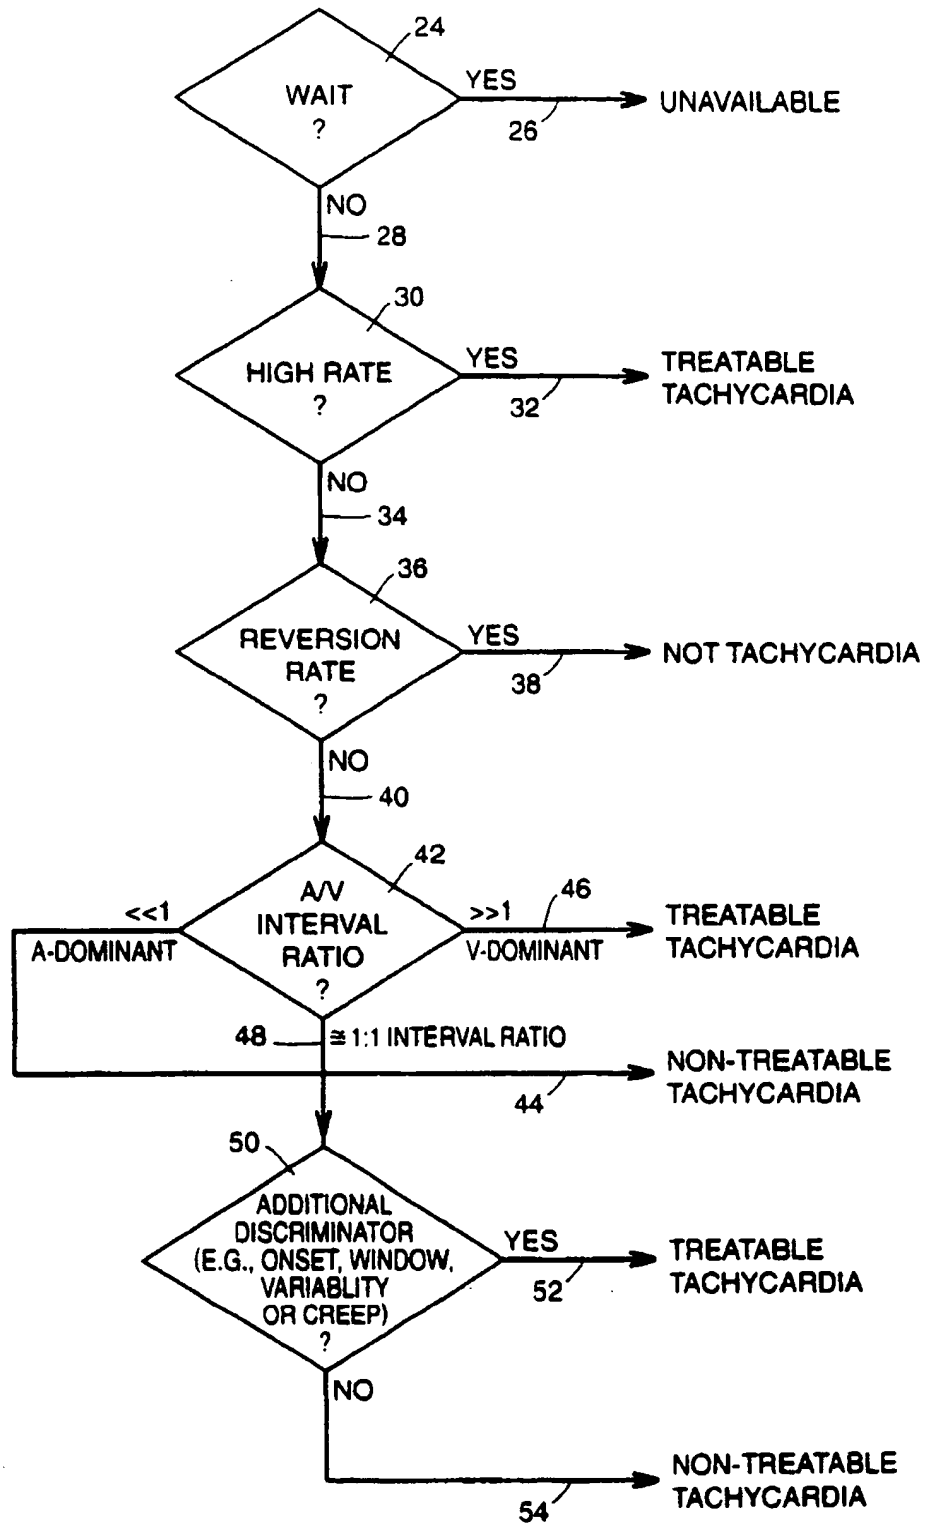 24
WAIT
?
YES
26
UNAVAILABLE
NO
28
30
HIGH RATE
?
YES
32
TREATABLE
TACHYCARDIA
NO
34
36
REVERSION
RATE
?
YES
38
NOT TACHYCARDIA
NO
40
42
A/V
INTERVAL
RATIO
?
<<1
A-DOMINANT
>>1
46
V-DOMINANT
TREATABLE
TACHYCARDIA
48
≅ 1:1 INTERVAL RATIO
44
NON-TREATABLE
TACHYCARDIA
50
ADDITIONAL
DISCRIMINATOR
(E.G., ONSET, WINDOW,
VARIABLITY
OR CREEP)
?
YES
52
TREATABLE
TACHYCARDIA
NO
54
NON-TREATABLE
TACHYCARDIA